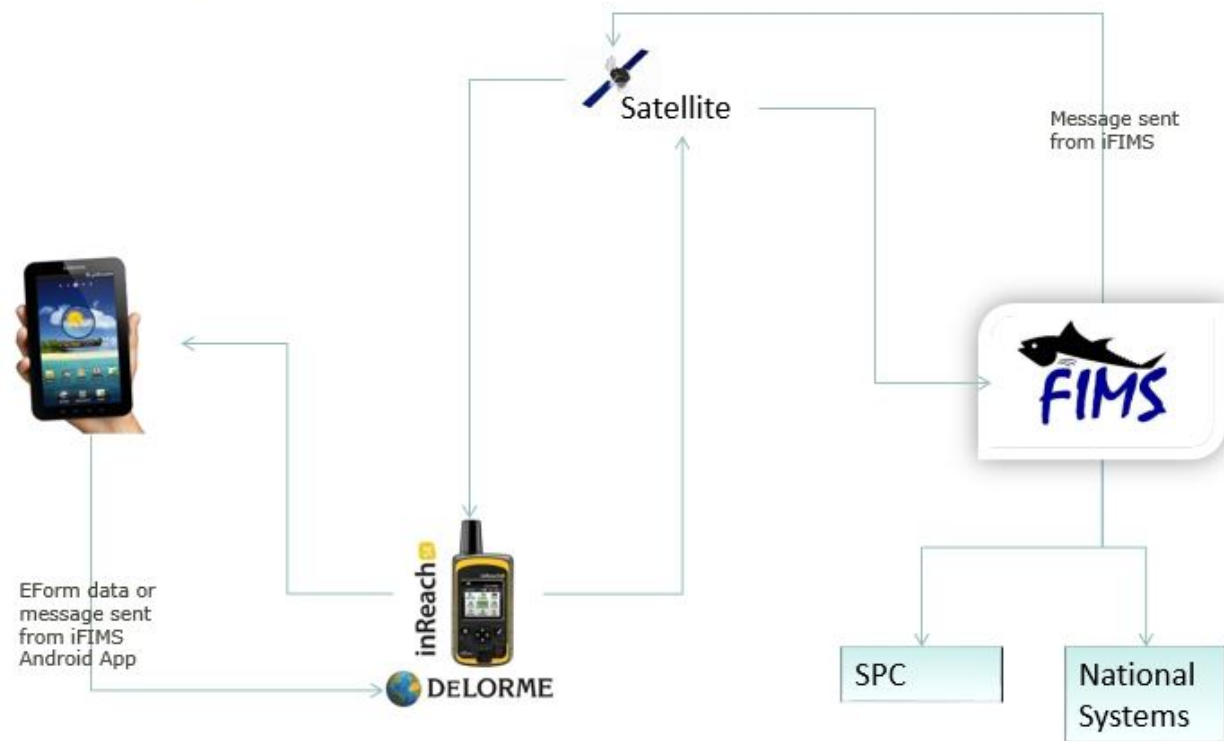 Satellite
Message sent
from iFIMS
FIMS
inReach
EForm data or
message sent
from iFIMS
Android App
DELORME
SPC
National
Systems